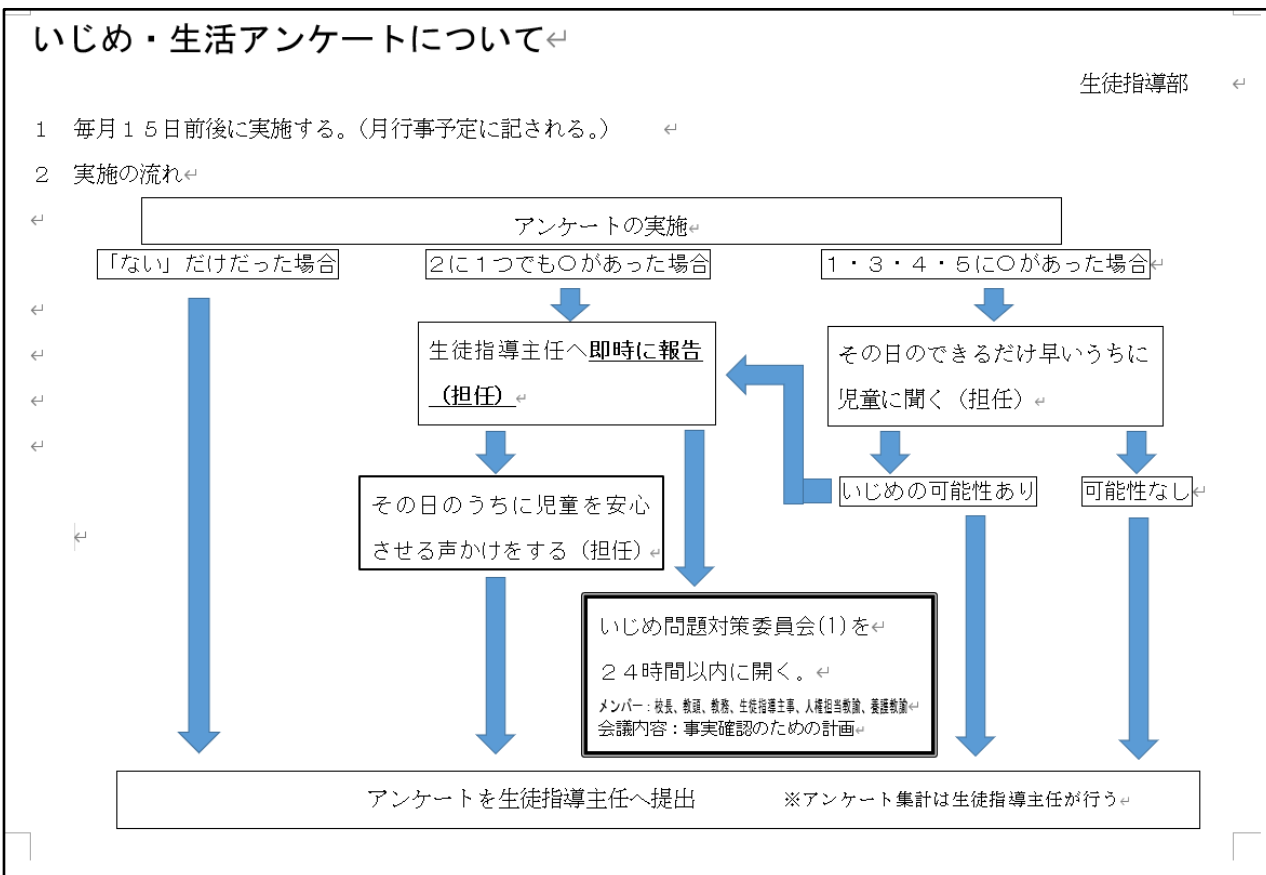 いじめ・生活アンケートについて↵
生徒指導部 ↵
１ 毎月１５日前後に実施する。（月行事予定に記される。） ↵
２ 実施の流れ↵
アンケートの実施↵
「ない」だけだった場合
２に１つでも〇があった場合
１・３・４・５に〇があった場合↵
生徒指導主任へ即時に報告
（担任）↵
その日のできるだけ早いうちに
児童に聞く（担任）↵
いじめの可能性あり
可能性なし↵
その日のうちに児童を安心
させる声かけをする（担任）↵
いじめ問題対策委員会(1)を↵
２４時間以内に開く。↵
メンバー：校長、教頭、教務、生徒指導主事、人権担当教諭、養護教諭↵
会議内容：事実確認のための計画↵
アンケートを生徒指導主任へ提出 ※アンケート集計は生徒指導主任が行う↵